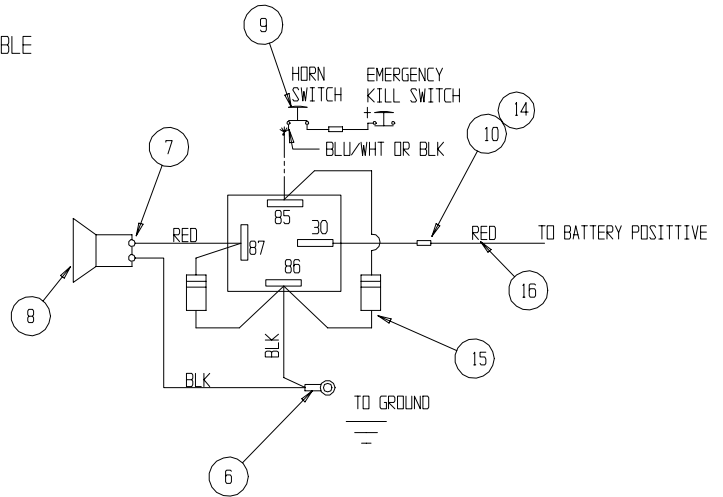 BLE
9
HORN
SWITCH
EMERGENCY
KILL SWITCH
+
14
10
BLU/WHT OR BLK
7
85
RED
87
30
RED
TO BATTERY POSITTIVE
86
16
8
BLK
15
BLK
TO GROUND
6